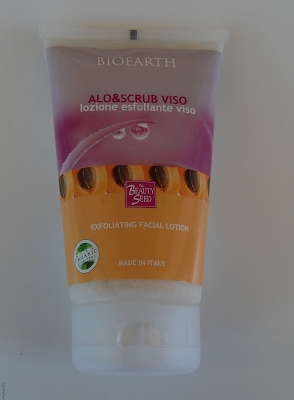 BIOEARTH
ALO&SCRUB VISO
lozione esfoliante viso
The
BEAUTY
SEED
EXFOLIATING FACIAL LOTION
MADE IN ITALY